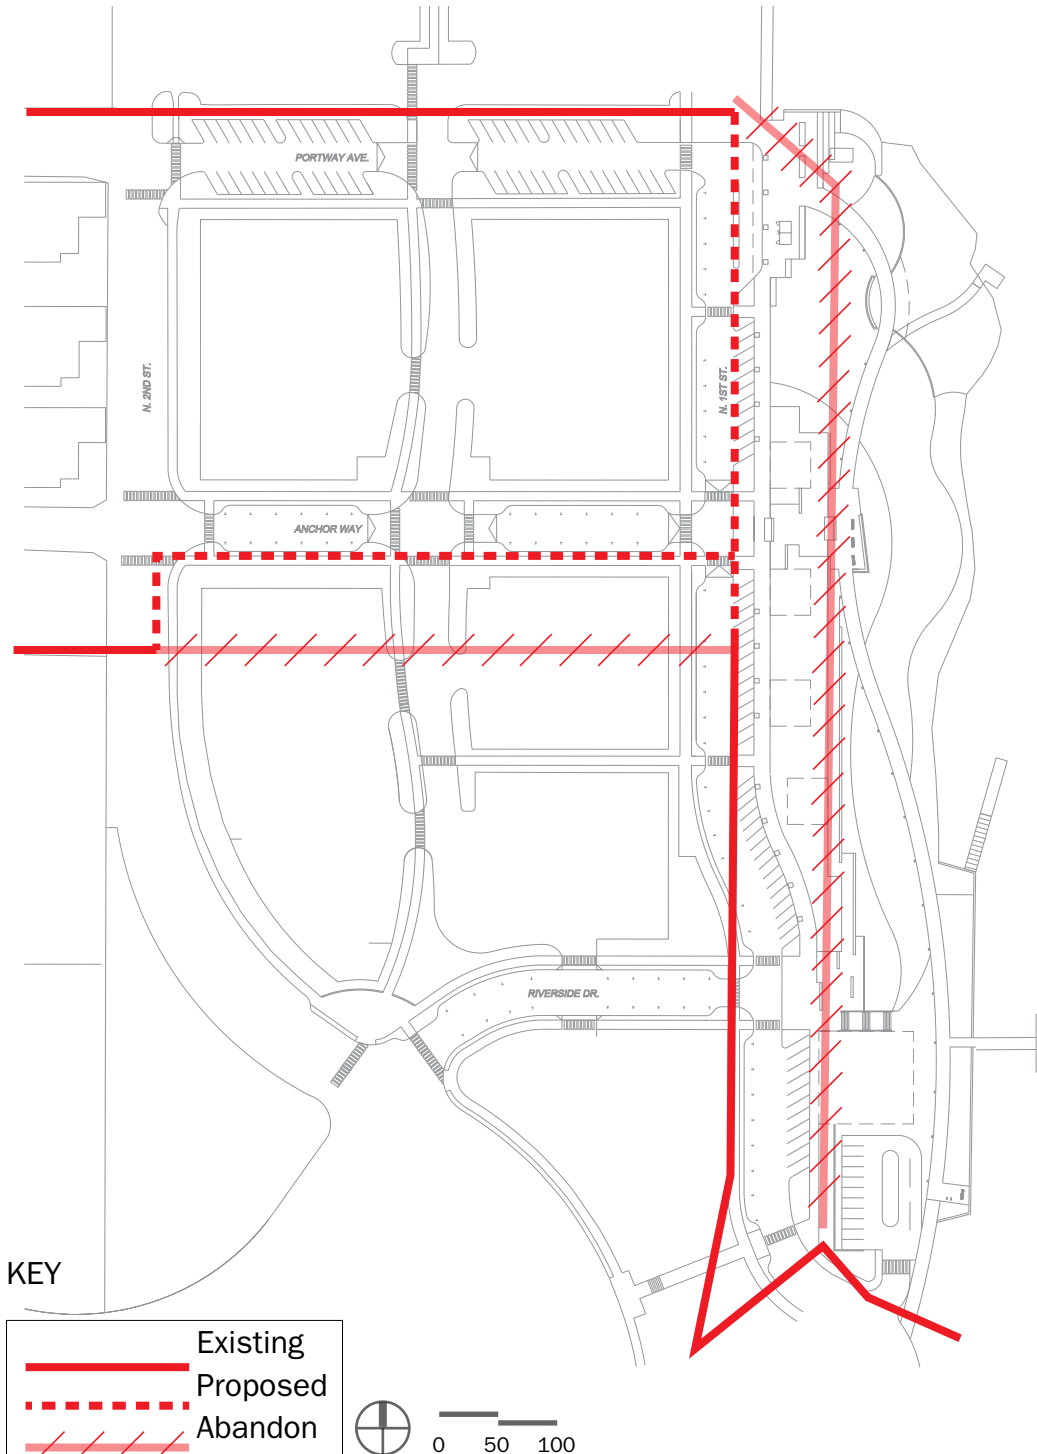 PORTWAY AVE.
N. 2ND ST.
N. 1ST ST.
ANCHOR WAY
RIVERSIDE DR.
KEY
Existing
Proposed
Abandon
0 50 100